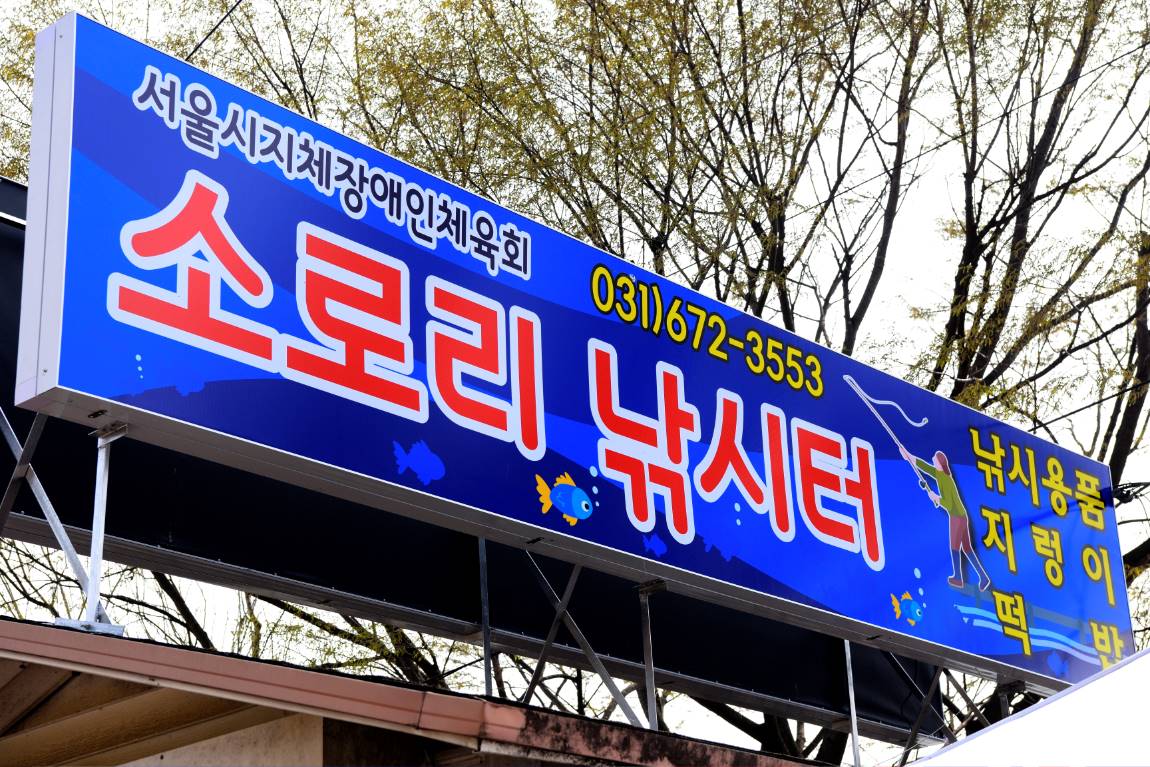 서울시지체장애인체육회
소로리 낚시터
031)672-3553
낚시용품
지렁이
떡밥